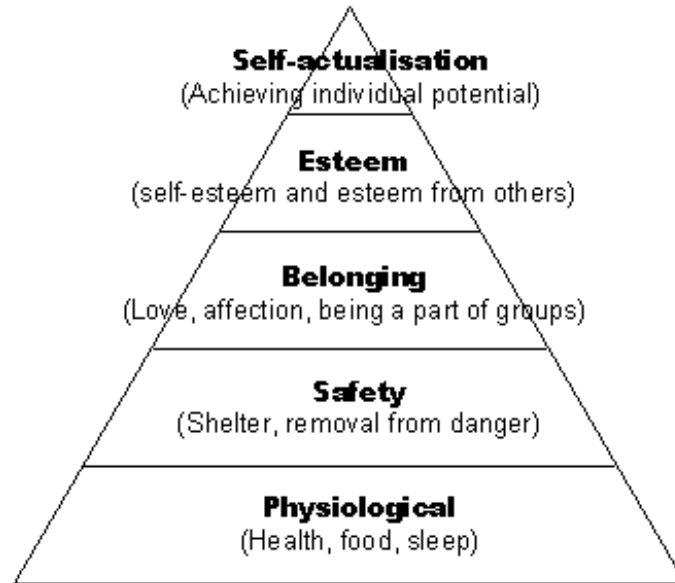 Self-actualisation
(Achieving individual potential)
Esteem
(self-esteem and esteem from others)
Belonging
(Love, affection, being a part of groups)
Safety
(Shelter, removal from danger)
Physiological
(Health, food, sleep)